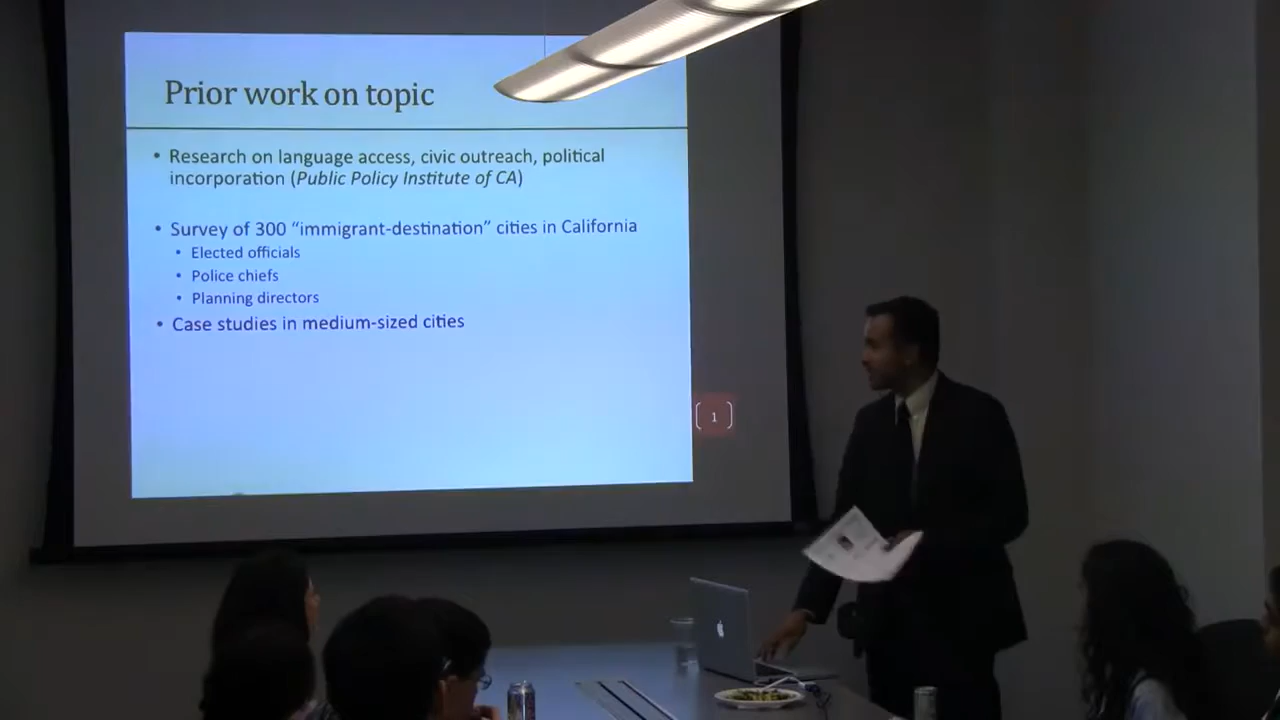 Prior work on topic
• Research on language access, civic outreach, political
incorporation (Public Policy Institute of CA)
• Survey of 300 “immigrant-destination” cities in California
• Elected officials
• Police chiefs
• Planning directors
• Case studies in medium-sized cities
1